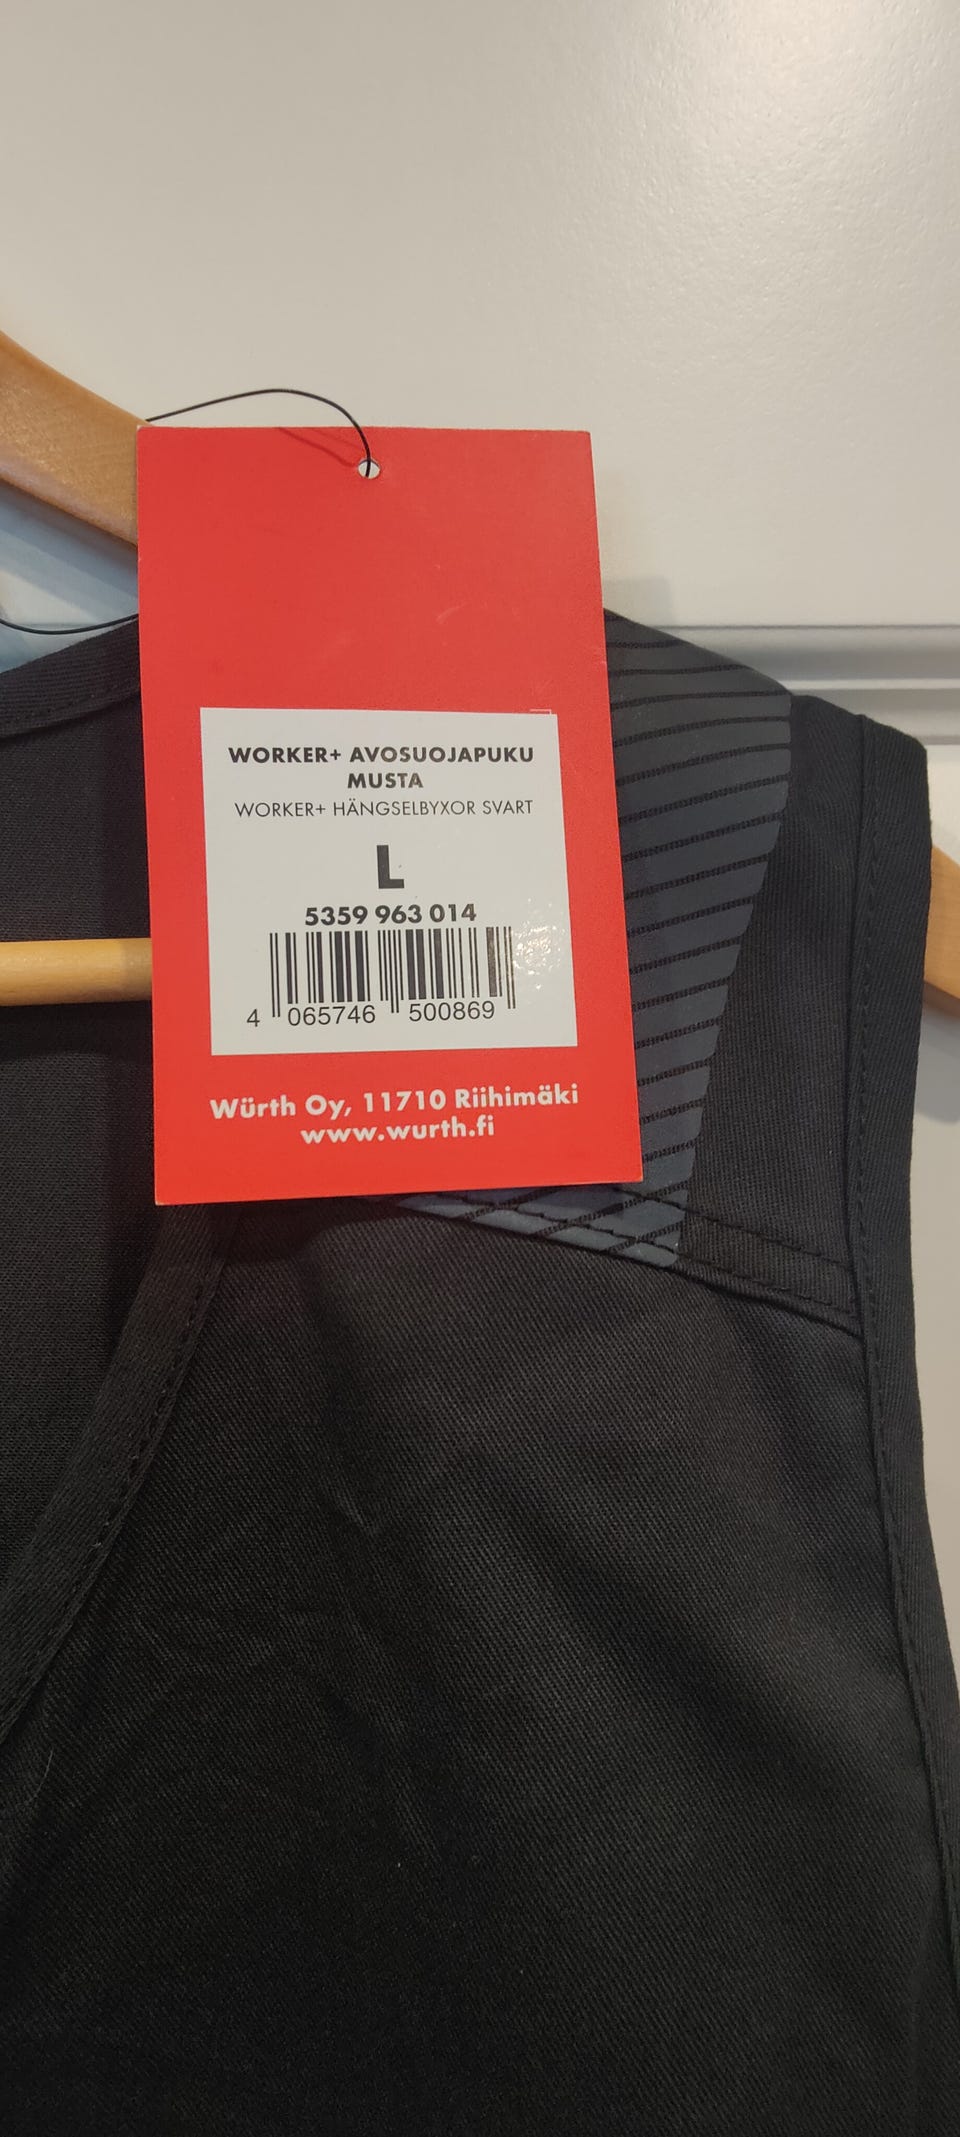 WORKER+ AVOSUOJAPUKU
MUSTA
WORKER+ HÄNGSELBYXOR SVART
L
5359 963 014
4 065746 500869
Würth Oy, 11710 Riihimäki
www.wurth.fi